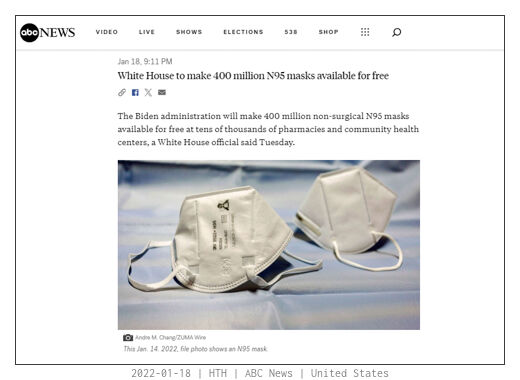 abc NEWS VIDEO LIVE SHOWS ELECTIONS 538 SHOP
Jan 18, 9:11 PM
White House to make 400 million N95 masks available for free
The Biden administration will make 400 million non-surgical N95 masks
available for free at tens of thousands of pharmacies and community health
centers, a White House official said Tuesday.
Andre M. Chang/ZUMA Wire
This Jan. 14, 2022, file photo shows an N95 mask.
2022-01-18 | HTH | ABC News | United States